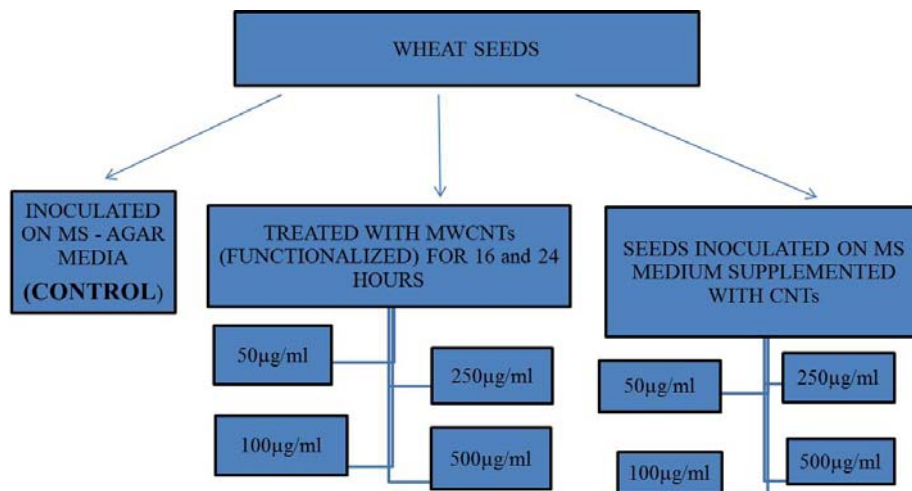 WHEAT SEEDS
INOCULATED
ON MS - AGAR
MEDIA
(CONTROL)
TREATED WITH MWCNTs
(FUNCTIONALIZED) FOR 16 and 24
HOURS
SEEDS INOCULATED ON MS
MEDIUM SUPPLEMENTED
WITH CNTs
50µg/ml
250µg/ml
100µg/ml
500µg/ml
50µg/ml
250µg/ml
100µg/ml
500µg/ml